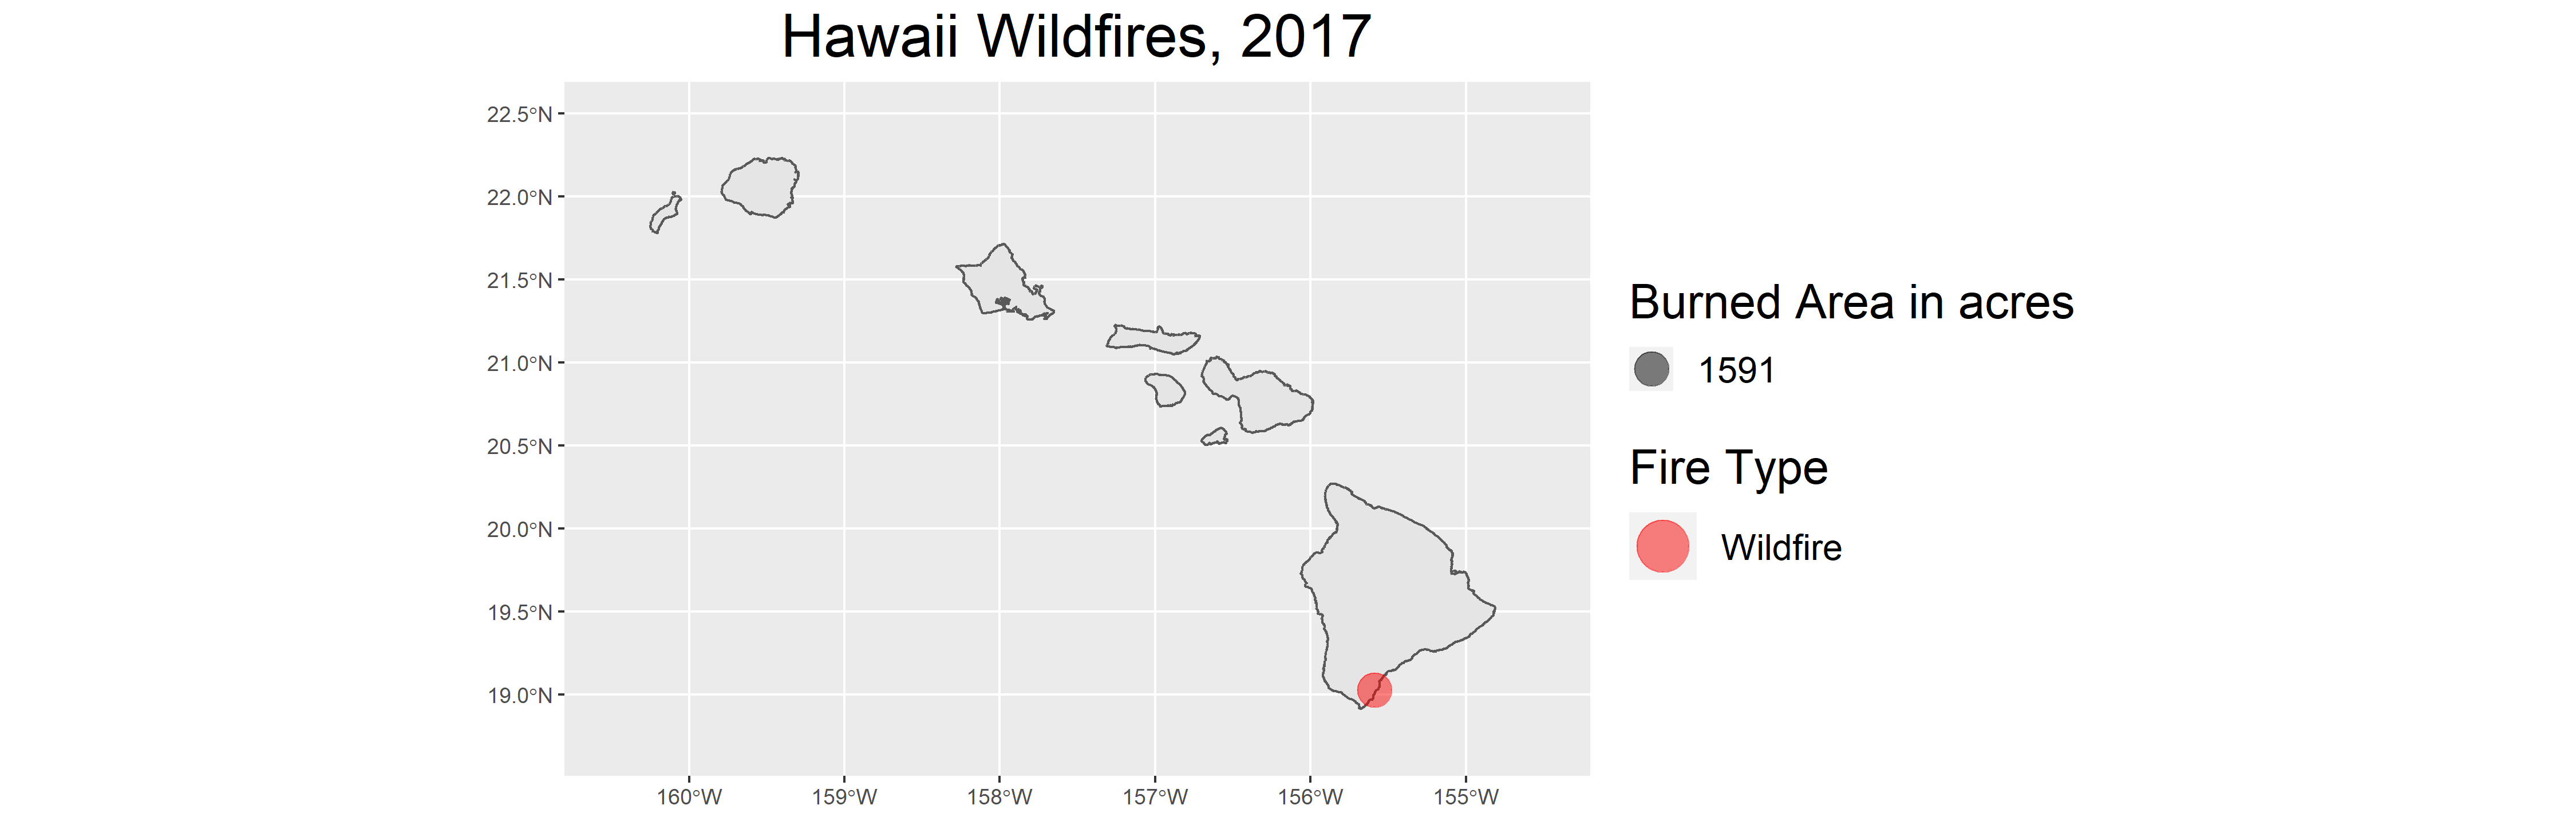 Hawaii Wildfires, 2017
22.5°N
22.0°N
21.5°N
21.0°N
20.5°N
20.0°N
19.5°N
19.0°N
160°W 159°W 158°W 157°W 156°W 155°W
Burned Area in acres
1591
Fire Type
Wildfire